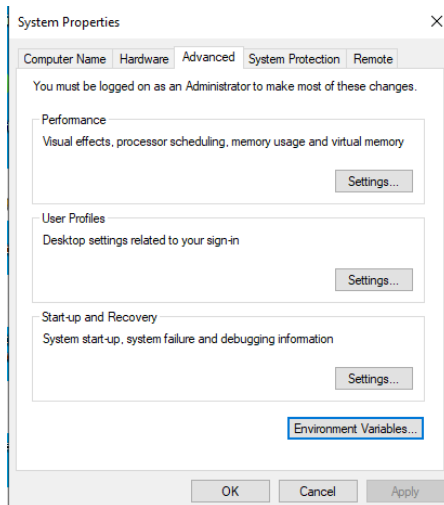 System Properties
Computer Name Hardware Advanced System Protection Remote
You must be logged on as an Administrator to make most of these changes.
Performance
Visual effects, processor scheduling, memory usage and virtual memory
Settings...
User Profiles
Desktop settings related to your sign-in
Settings...
Start-up and Recovery
System start-up, system failure and debugging information
Settings...
Environment Variables...
OK Cancel Apply